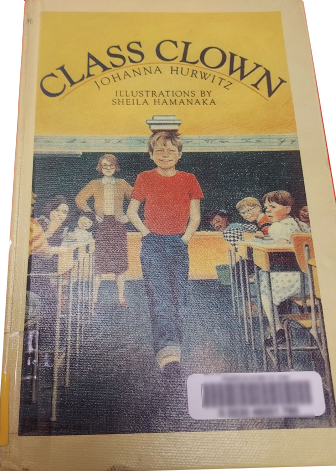 CLASS CLOWN
JOHANNA HURWITZ
ILLUSTRATIONS BY
SHEILA HAMANAKA